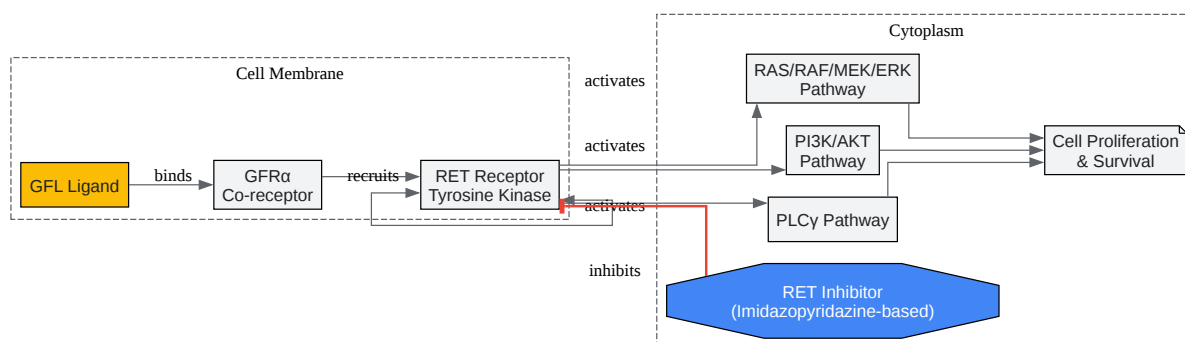 Cytoplasm
Cell Membrane
activates
RAS/RAF/MEK/ERK
Pathway
activates
PI3K/AKT
Pathway
Cell Proliferation
& Survival
GFL Ligand
binds
GFRα
Co-receptor
recruits
RET Receptor
Tyrosine Kinase
activates
PLCγ Pathway
inhibits
RET Inhibitor
(Imidazopyridazine-based)